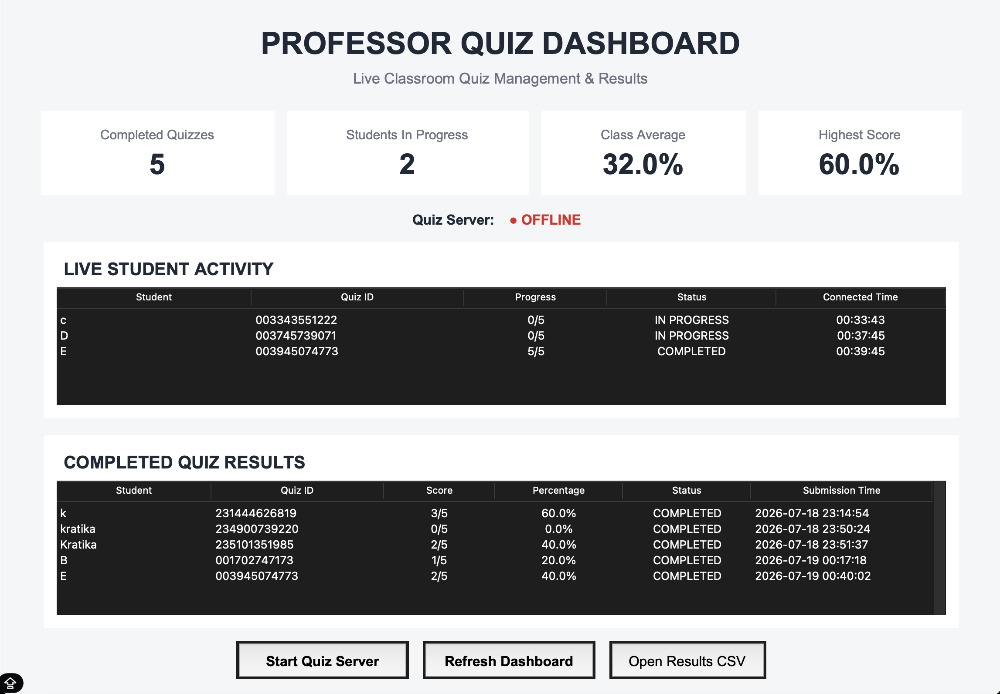 PROFESSOR QUIZ DASHBOARD
Live Classroom Quiz Management & Results
Completed Quizzes
5
Students In Progress
2
Class Average
32.0%
Highest Score
60.0%
Quiz Server: ● OFFLINE
LIVE STUDENT ACTIVITY
Student Quiz ID Progress Status Connected Time
c 003343551222 0/5 IN PROGRESS 00:33:43
D 003745739071 0/5 IN PROGRESS 00:37:45
E 003945074773 5/5 COMPLETED 00:39:45
COMPLETED QUIZ RESULTS
Student Quiz ID Score Percentage Status Submission Time
k 231444626819 3/5 60.0% COMPLETED 2026-07-18 23:14:54
kratika 234900739220 0/5 0.0% COMPLETED 2026-07-18 23:50:24
Kratika 235101351985 2/5 40.0% COMPLETED 2026-07-18 23:51:37
B 001702747173 1/5 20.0% COMPLETED 2026-07-19 00:17:18
E 003945074773 2/5 40.0% COMPLETED 2026-07-19 00:40:02
Start Quiz Server Refresh Dashboard Open Results CSV